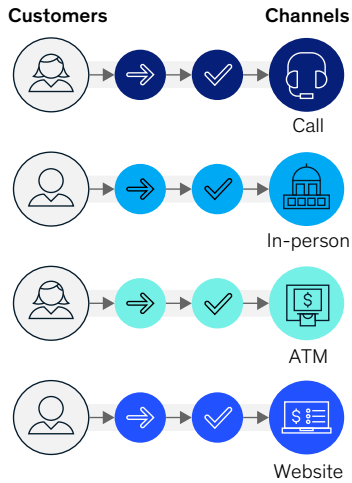 Customers Channels
Call
In-person
$
ATM
$
Website